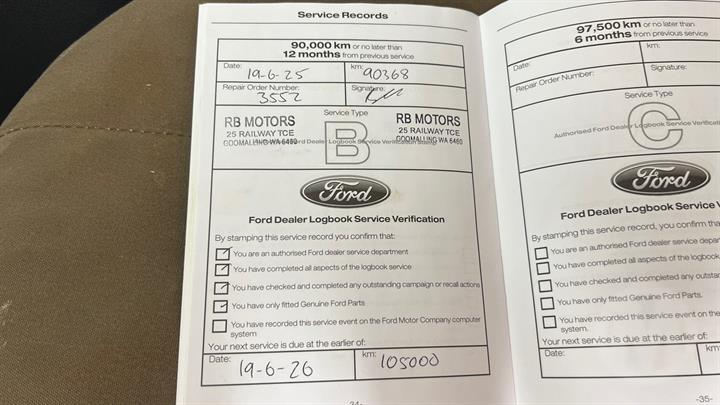 Service Records
90,000 km or no later than
12 months from previous service
Date: 19-6-25 km: 90368
Repair Order Number: 3552 Signature:
Service Type
RB MOTORS
25 RAILWAY TCE
GOOMALLING WA 6460
B
RB MOTORS
25 RAILWAY TCE
GOOMALLING WA 6460
Ford Dealer Logbook Service Verification Stamp
Ford
Ford Dealer Logbook Service Verification
By stamping this service record you confirm that:
You are an authorised Ford dealer service department
You have completed all aspects of the logbook service
You have checked and completed any outstanding campaign or recall actions
You have only fitted Genuine Ford Parts
You have recorded this service event on the Ford Motor Company computer
system
Your next service is due at the earlier of:
Date: 19-6-26 km: 105000
97,500 km or no later than
6 months from previous service
Date: km:
Repair Order Number: Signature:
Service Type
C
Authorised Ford Dealer Logbook Service
Ford
Ford Dealer Logbook Service
By stamping this service record, you confirm
You are an authorised Ford dealer service
You have completed all aspects of the logbook
You have checked and completed any
You have only fitted Genuine Ford Parts.
You have recorded this service event on the
system.
Your next service is due at the earlier of:
Date: km
-35-